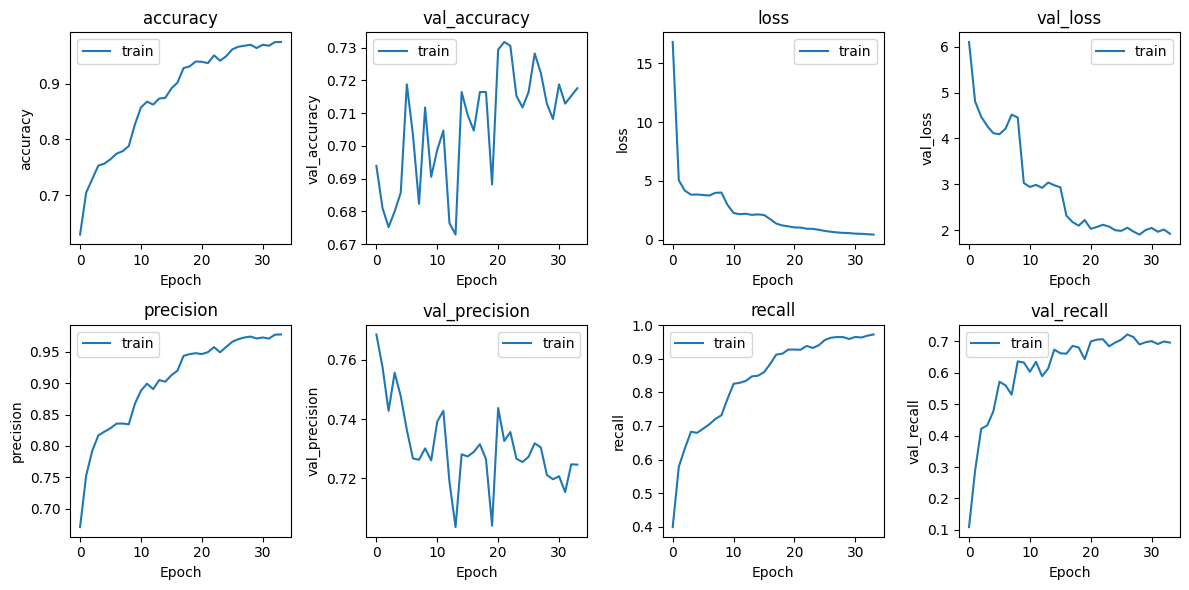 accuracy
train
0.9
0.8
0.7
accuracy
0 10 20 30
Epoch
val_accuracy
train
0.73
0.72
0.71
0.70
0.69
0.68
0.67
val_accuracy
0 10 20 30
Epoch
loss
train
15
10
5
0
loss
0 10 20 30
Epoch
val_loss
train
6
5
4
3
2
val_loss
0 10 20 30
Epoch
precision
train
0.95
0.90
0.85
0.80
0.75
0.70
precision
0 10 20 30
Epoch
val_precision
train
0.76
0.74
0.72
val_precision
0 10 20 30
Epoch
recall
train
1.0
0.9
0.8
0.7
0.6
0.5
0.4
recall
0 10 20 30
Epoch
val_recall
train
0.7
0.6
0.5
0.4
0.3
0.2
0.1
val_recall
0 10 20 30
Epoch